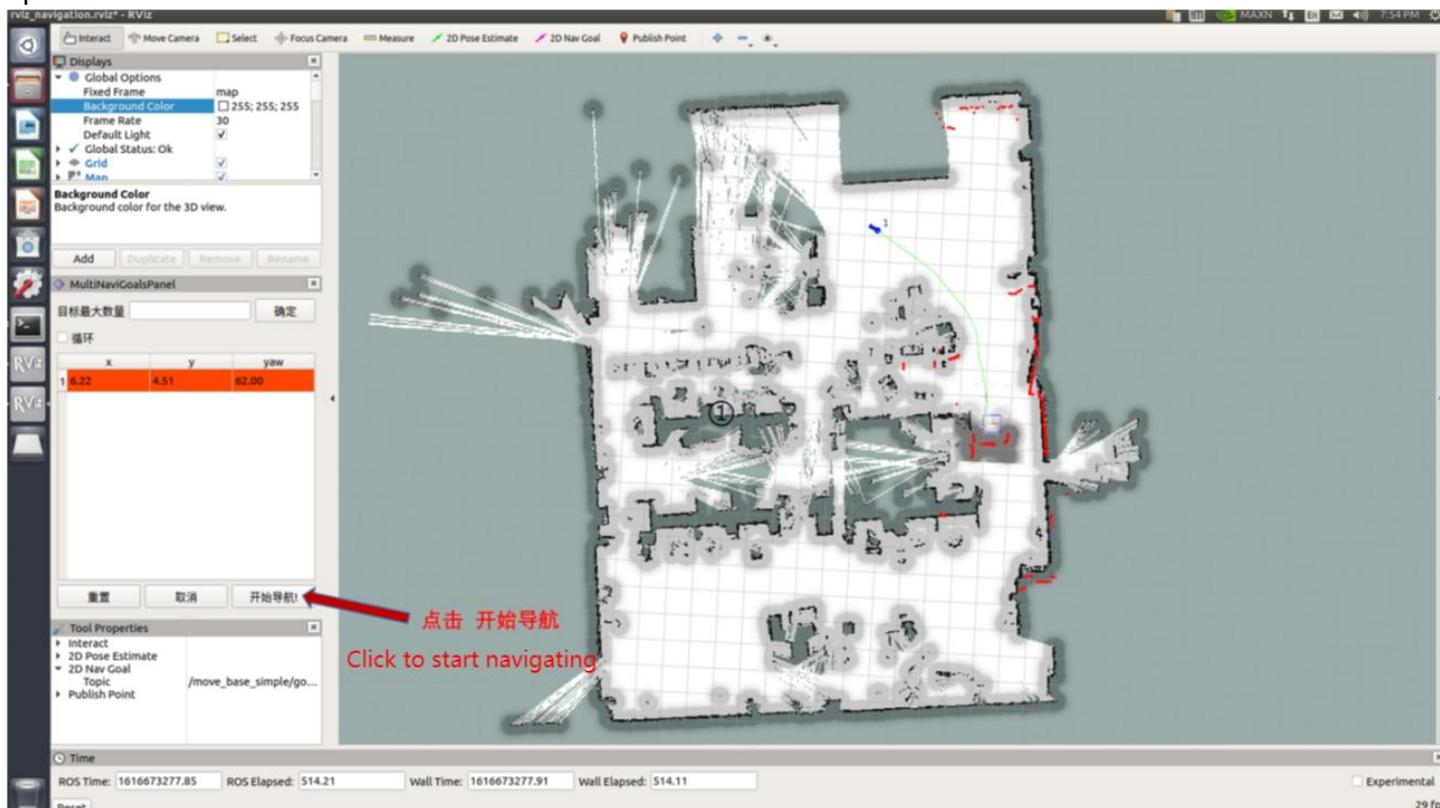 rviz_navigation.rviz* - RViz
MAXN En 7:54 PM
Interact Move Camera Select Focus Camera Measure 2D Pose Estimate 2D Nav Goal Publish Point
Displays
Global Options
Fixed Frame map
Background Color 255; 255; 255
Frame Rate 30
Default Light
Global Status: Ok
Grid
Map
Background Color
Background color for the 3D view.
Add Duplicate Remove Rename
MultiNaviGoalsPanel
目标最大数量 确定
循环
x y yaw
1 6.22 4.51 62.00
重置 取消 开始导航!
点击 开始导航
Click to start navigating
Tool Properties
Interact
2D Pose Estimate
2D Nav Goal
Topic /move_base_simple/go...
Publish Point
RViz
RViz
1
①
Time
ROS Time: 1616673277.85 ROS Elapsed: 514.21 Wall Time: 1616673277.91 Wall Elapsed: 514.11 Experimental
Reset 29 fp